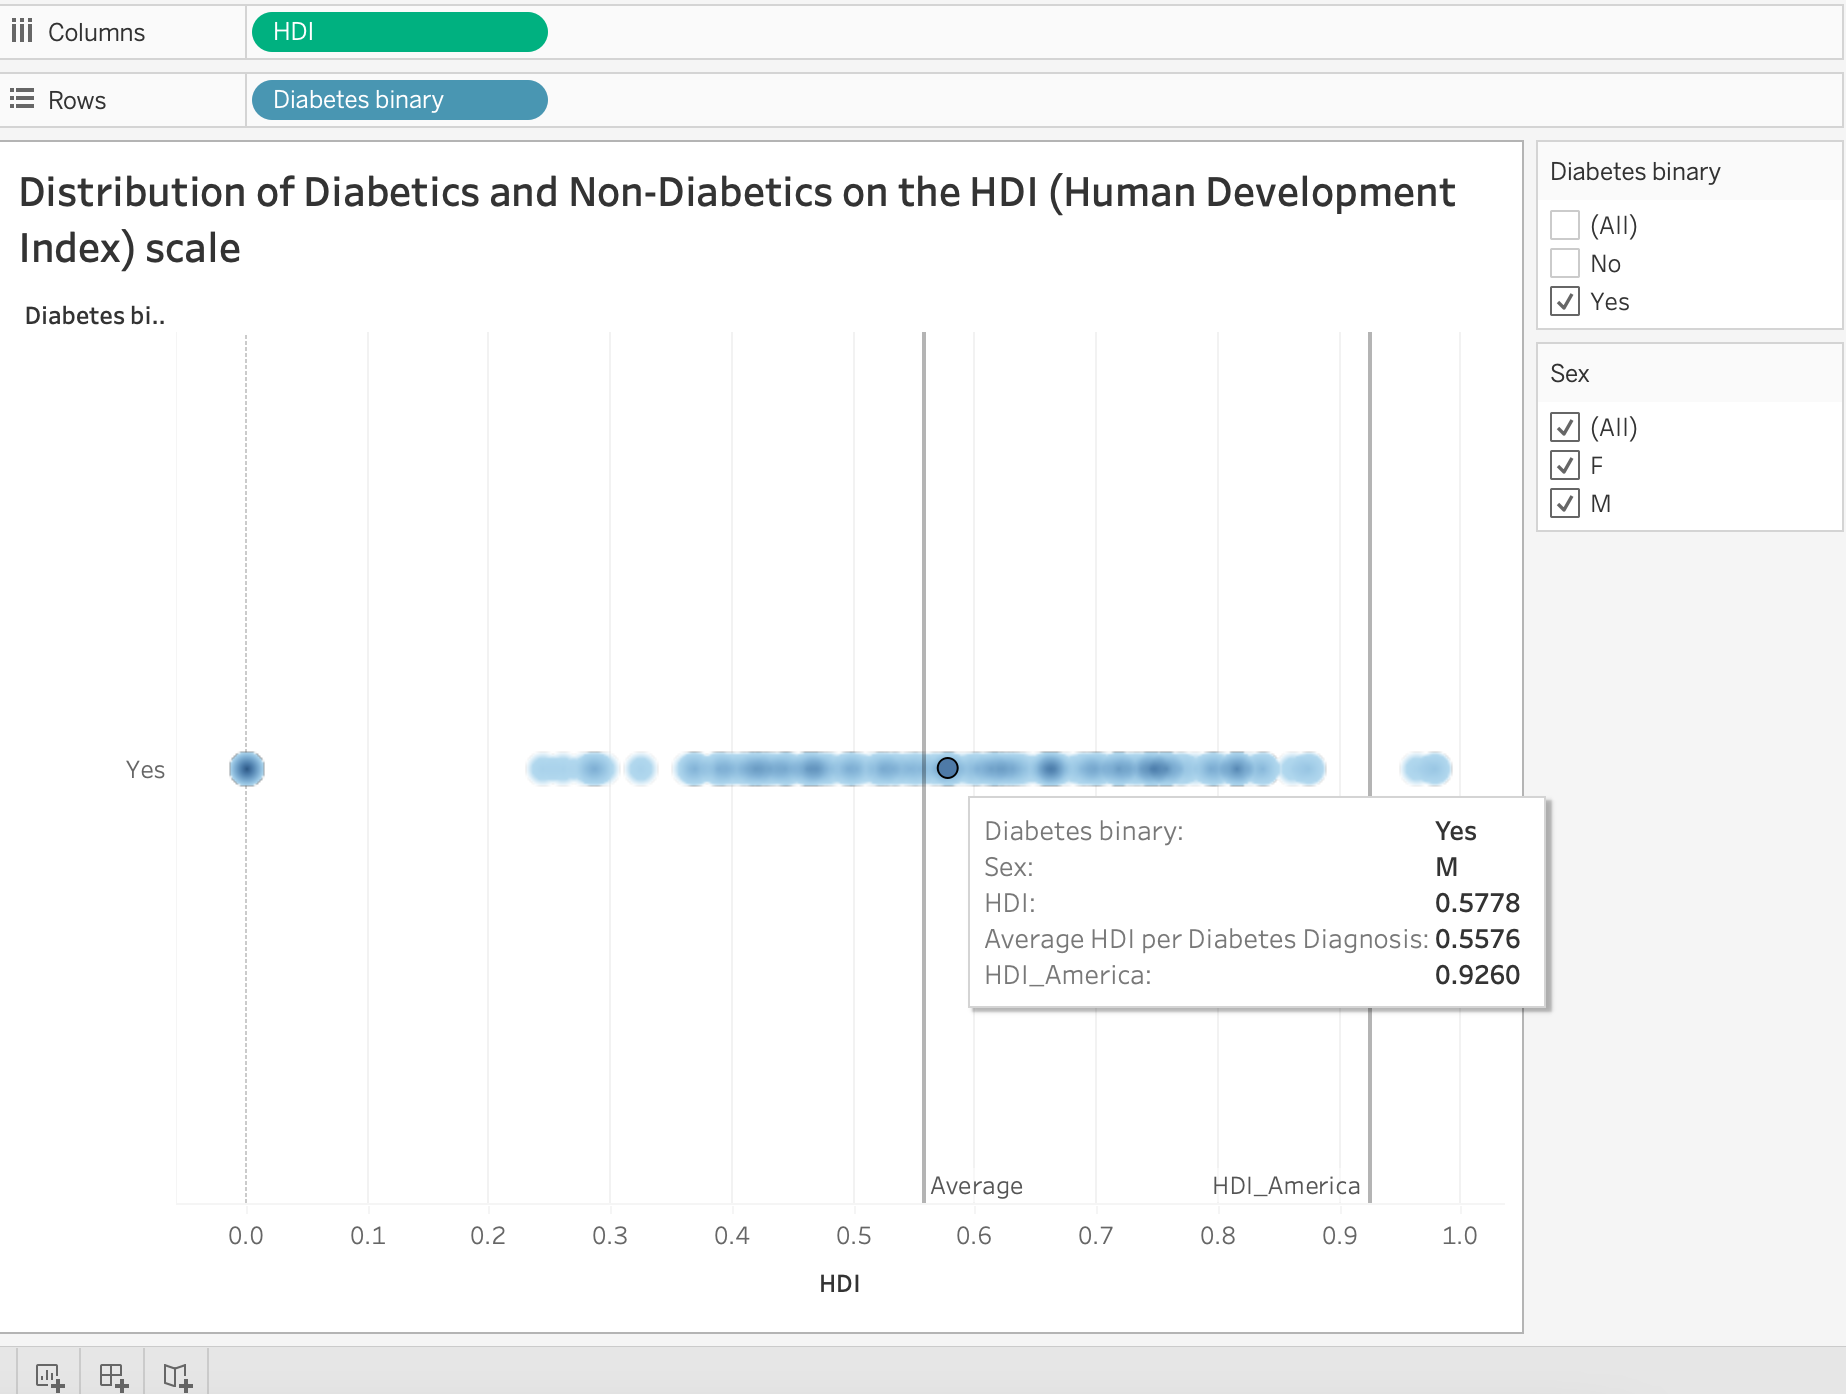 Columns
HDI
Rows
Diabetes binary
Distribution of Diabetics and Non-Diabetics on the HDI (Human Development
Index) scale
Diabetes bi..
Yes
Diabetes binary: Yes
Sex: M
HDI: 0.5778
Average HDI per Diabetes Diagnosis: 0.5576
HDI_America: 0.9260
Average
HDI_America
0.0 0.1 0.2 0.3 0.4 0.5 0.6 0.7 0.8 0.9 1.0
HDI
Diabetes binary
(All)
No
Yes
Sex
(All)
F
M